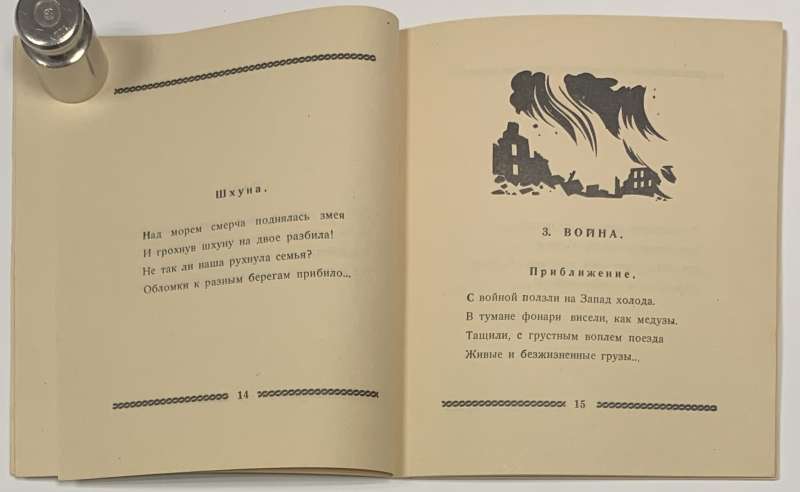 Шхуна.
Над морем смерча поднялась змея
И грохнув шхуну на двое разбила!
Не так ли наша рухнула семья?
Обломки к разным берегам прибило...
14
3. ВОЙНА.
Приближение.
С войной ползли на Запад холода.
В тумане фонари висели, как медузы.
Тащили, с грустным воплем поезда
Живые и безжизненные грузы...
15